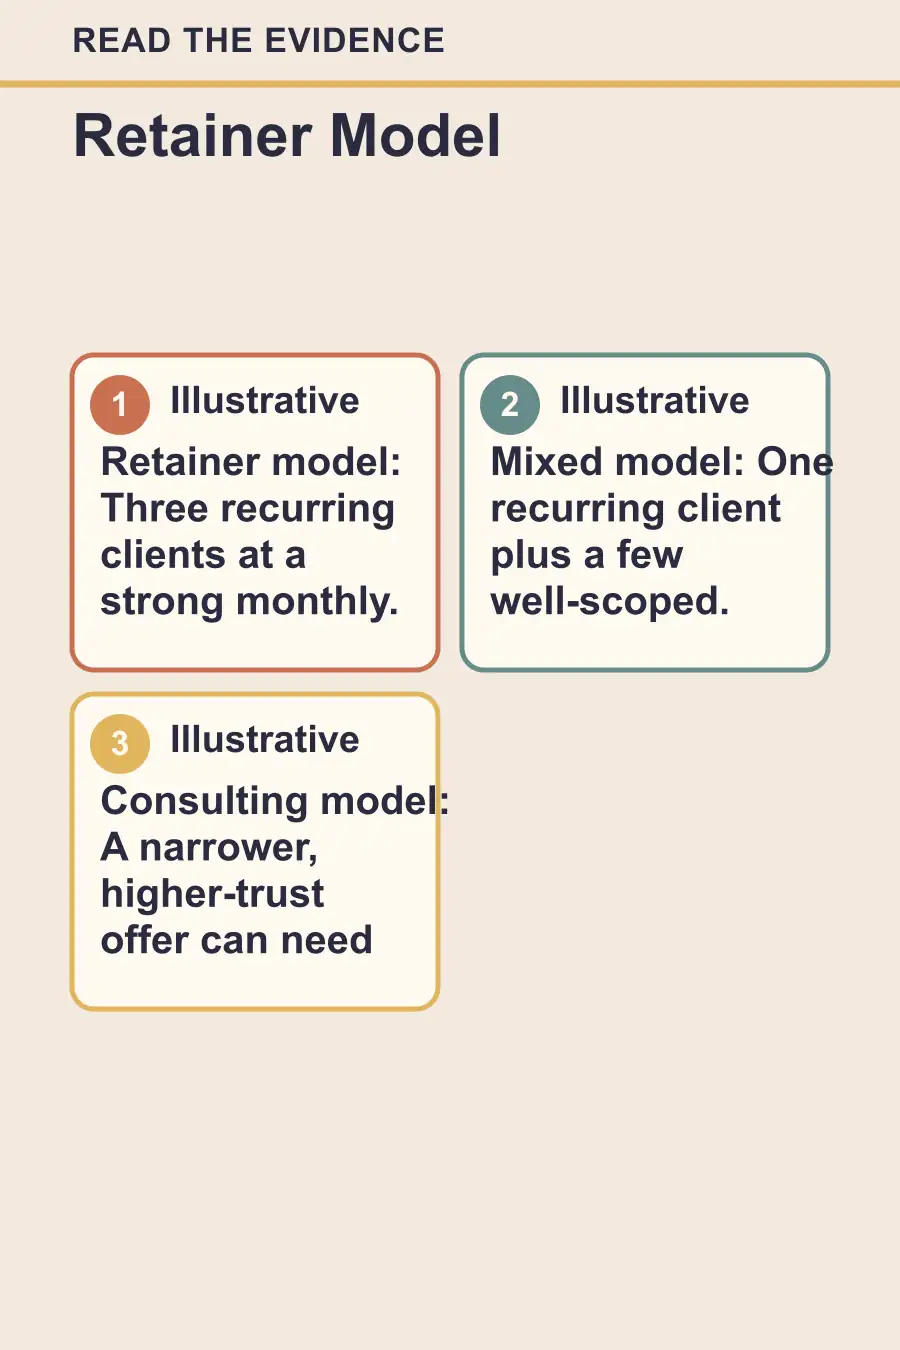 READ THE EVIDENCE
Retainer Model
1 Illustrative
Retainer model:
Three recurring
clients at a
strong monthly.
2 Illustrative
Mixed model: One
recurring client
plus a few
well-scoped.
3 Illustrative
Consulting model:
A narrower,
higher-trust
offer can need